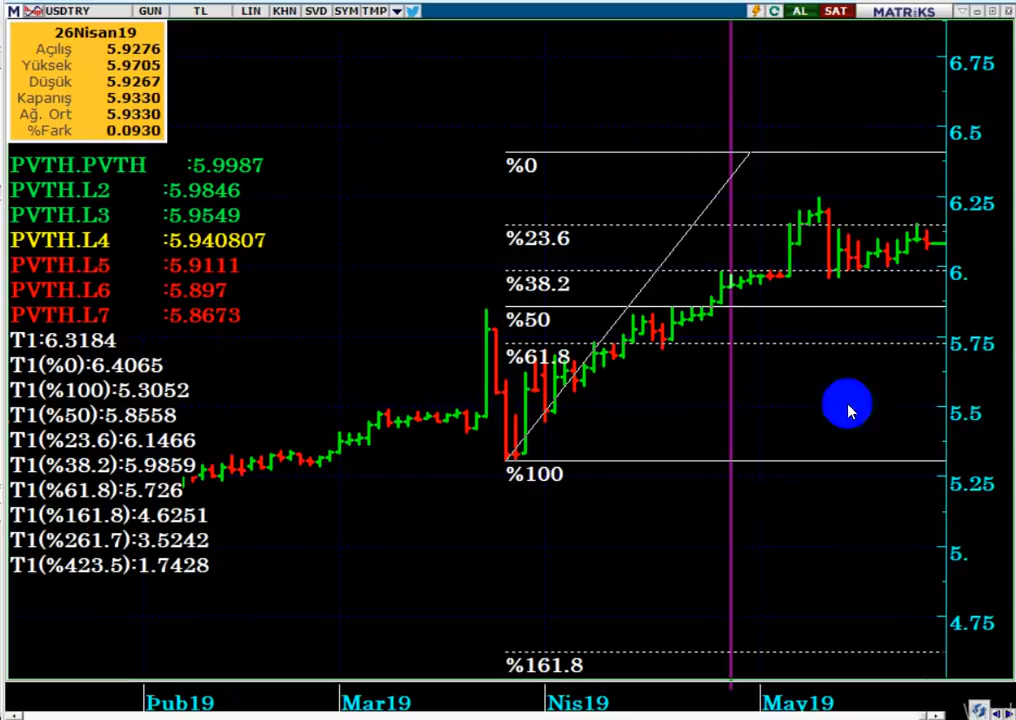 M USDTRY GUN TL LIN KHN SVD SYM TMP AL SAT MATRiKS
26Nisan19
Açılış 5.9276
Yüksek 5.9705
Düşük 5.9267
Kapanış 5.9330
Ağ. Ort 5.9330
%Fark 0.0930
PVTH.PVTH :5.9987
PVTH.L2 :5.9846
PVTH.L3 :5.9549
PVTH.L4 :5.940807
PVTH.L5 :5.9111
PVTH.L6 :5.897
PVTH.L7 :5.8673
T1:6.3184
T1(%0):6.4065
T1(%100):5.3052
T1(%50):5.8558
T1(%23.6):6.1466
T1(%38.2):5.9859
T1(%61.8):5.726
T1(%161.8):4.6251
T1(%261.7):3.5242
T1(%423.5):1.7428
%0
%23.6
%38.2
%50
%61.8
%100
%161.8
6.75
6.5
6.25
6.
5.75
5.5
5.25
5.
4.75
Þub19 Mar19 Nis19 May19